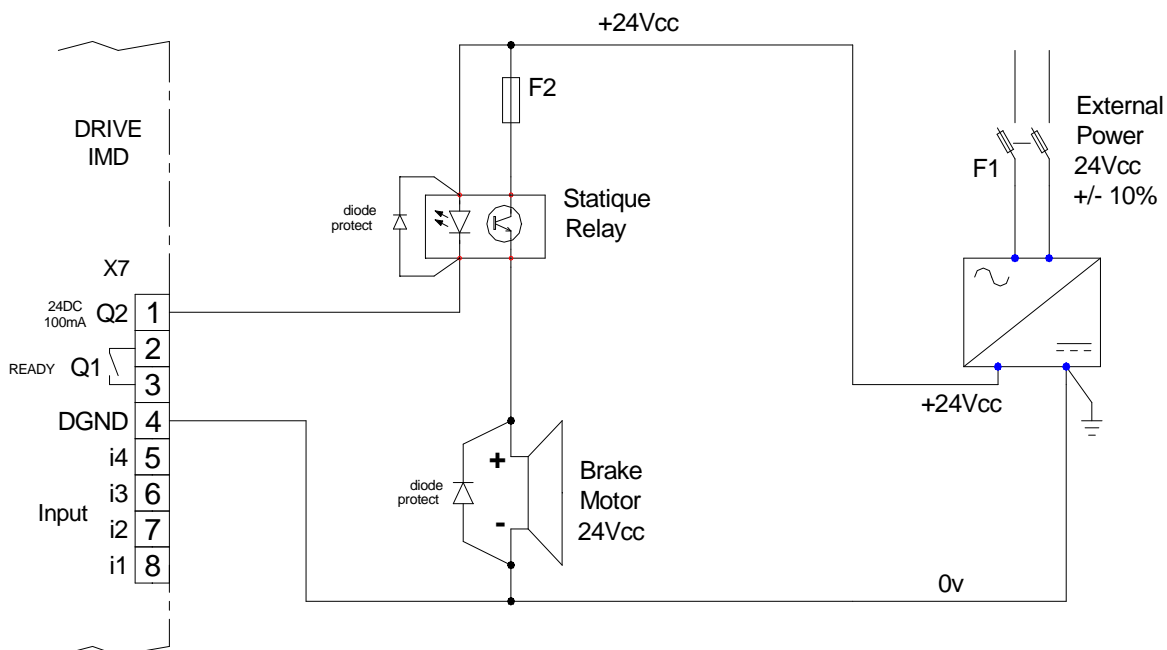 +24Vcc
F2
DRIVE
IMD
External
Power
24Vcc
+/- 10%
F1
Statique
Relay
diode
protect
X7
24DC
100mA
Q2
1
2
READY
Q1
3
DGND
4
+24Vcc
i4
5
i3
6
Input
i2
7
i1
8
diode
protect
+
-
Brake
Motor
24Vcc
0v